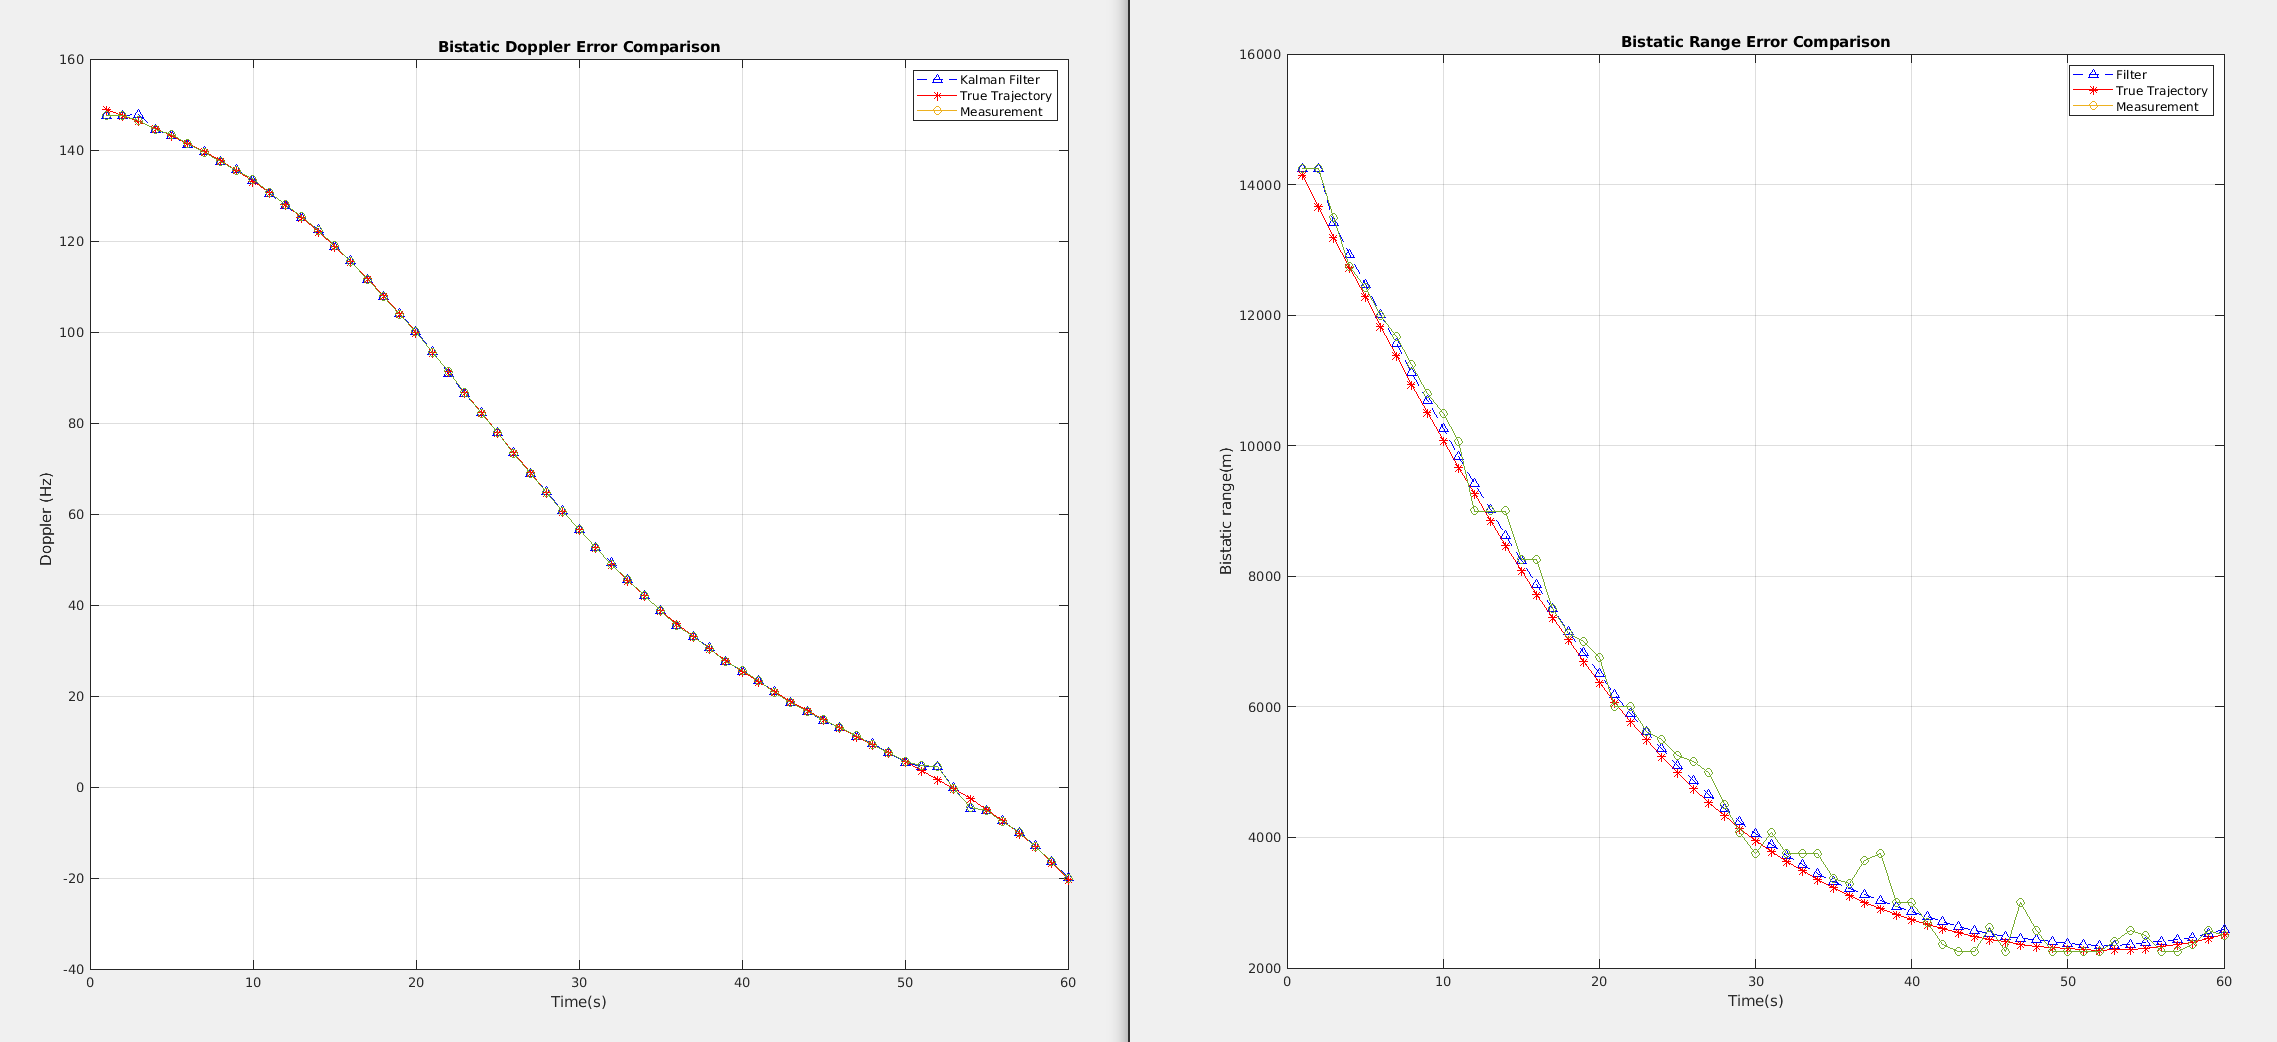 Bistatic Doppler Error Comparison
160
140
120
100
80
60
40
20
0
-20
-40
Doppler (Hz)
0 10 20 30 40 50 60
Time(s)
Kalman Filter
True Trajectory
Measurement
Bistatic Range Error Comparison
16000
14000
12000
10000
8000
6000
4000
2000
Bistatic range(m)
0 10 20 30 40 50 60
Time(s)
Filter
True Trajectory
Measurement